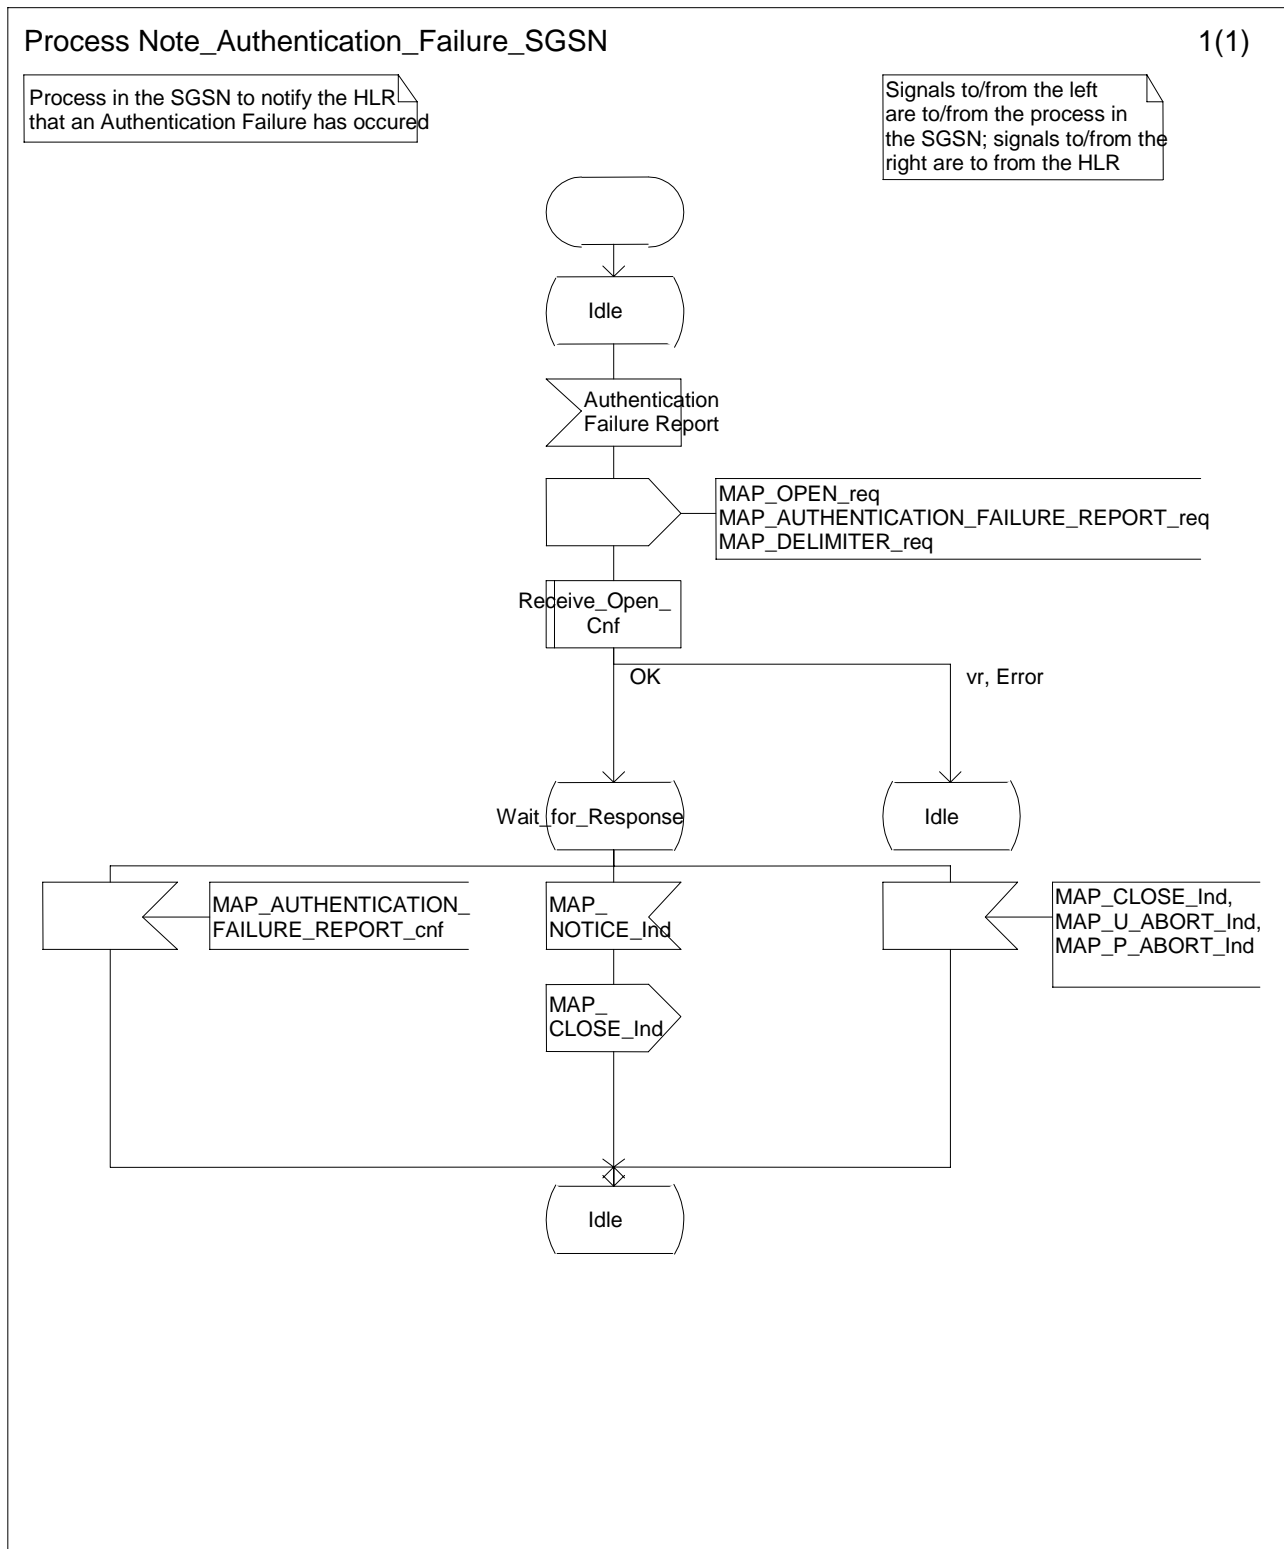 Process Note_Authentication_Failure_SGSN
1(1)
Process in the SGSN to notify the HLR
that an Authentication Failure has occured
Signals to/from the left
are to/from the process in
the SGSN; signals to/from the
right are to from the HLR
Idle
Authentication
Failure Report
MAP_OPEN_req
MAP_AUTHENTICATION_FAILURE_REPORT_req
MAP_DELIMITER_req
Receive_Open_
Cnf
OK
vr, Error
Wait_for_Response
Idle
MAP_AUTHENTICATION_
FAILURE_REPORT_cnf
MAP_
NOTICE_Ind
MAP_CLOSE_Ind,
MAP_U_ABORT_Ind,
MAP_P_ABORT_Ind
MAP_
CLOSE_Ind
Idle